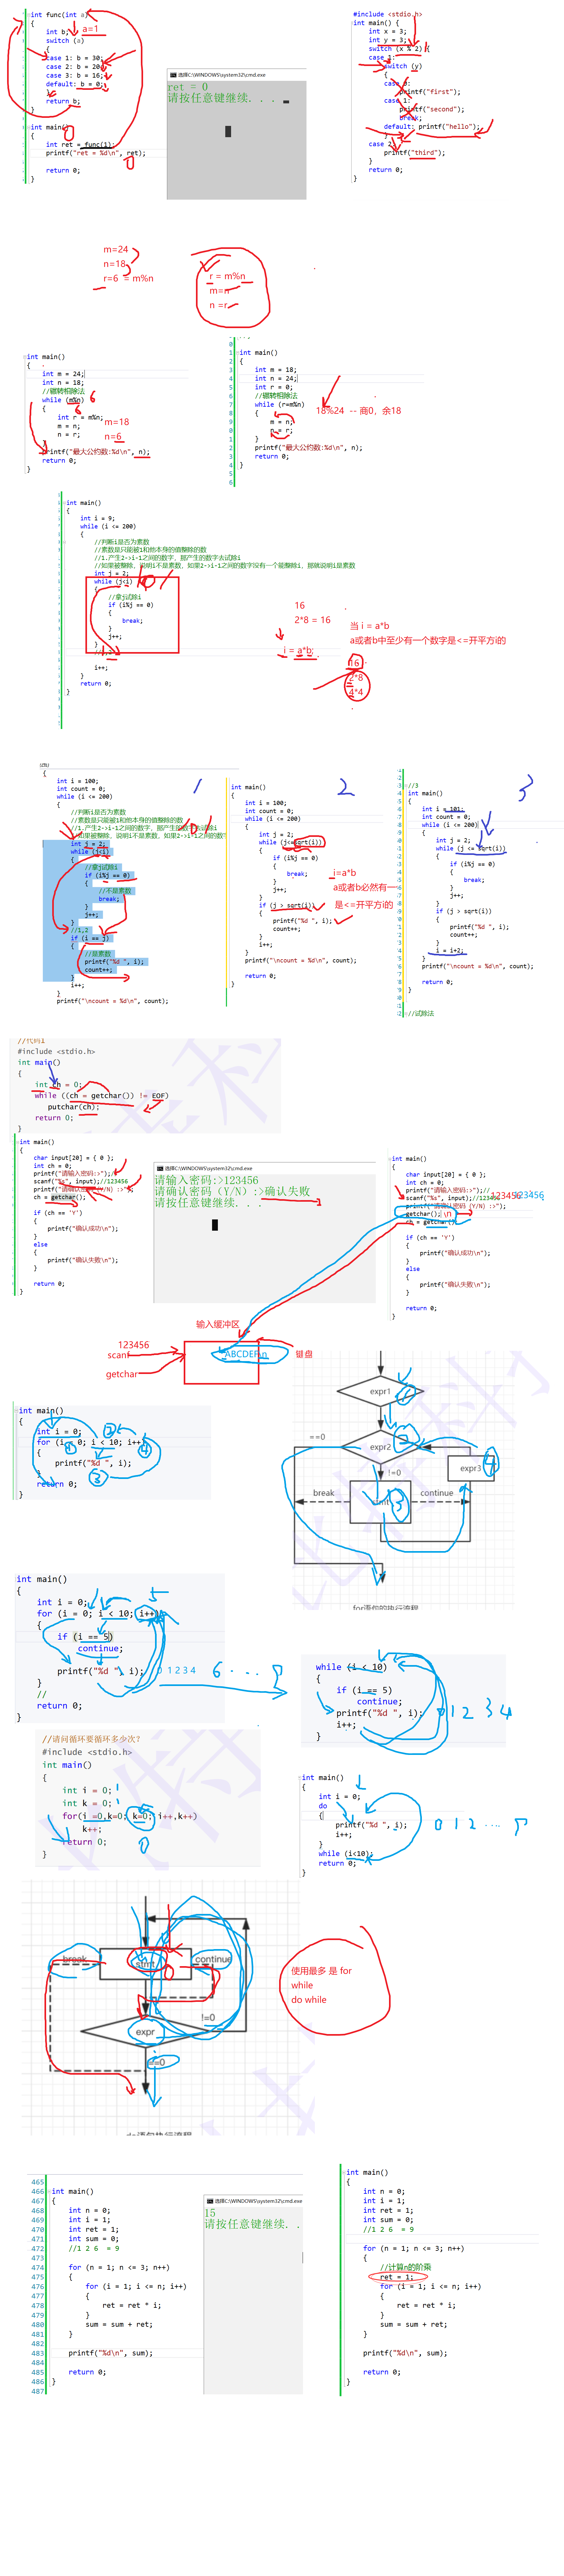 int func(int a)
{
int b;
a=1
switch (a)
{
case 1: b = 30;
case 2: b = 20;
case 3: b = 16;
default: b = 0;
}
return b;
}
int main()
{
int ret = func(1);
printf("ret = %d\n", ret);
return 0;
}
0
0
选择C:\WINDOWS\system32\cmd.exe
ret = 0
请按任意键继续. . .
#include <stdio.h>
int main() {
int x = 3;
int y = 3;
switch (x % 2) {
case 1:
switch (y)
{
case 0:
printf("first");
case 1:
printf("second");
break;
default: printf("hello");
}
case 2:
printf("third");
}
return 0;
}
m=24
n=18
r=6 = m%n
r = m%n
m=n
n =r
int main()
{
int m = 24;
int n = 18;
//辗转相除法
while (m%n)
{
int r = m%n;
m = n;
n = r;
}
printf("最大公约数:%d\n", n);
return 0;
}
6
6
m=18
n=6
int main()
{
int m = 18;
int n = 24;
int r = 0;
//辗转相除法
while (r=m%n)
{
m = n;
n = r;
}
printf("最大公约数:%d\n", n);
return 0;
}
18%24 -- 商0，余18
int main()
{
int i = 9;
while (i <= 200)
{
//判断i是否为素数
//素数是只能被1和他本身的值整除的数
//1.产生2->i-1之间的数字，那产生的数字去试除i
//如果被整除，说明i不是素数，如果2->i-1之间的数字没有一个能整除i，那就说明i是素数
int j = 2;
while (j<i)
{
//拿j试除i
if (i%j == 0)
{
break;
}
j++;
}
i++;
}
return 0;
}
16
2*8 = 16
i = a*b;
当 i = a*b
a或者b中至少有一个数字是<=开平方i的
16
2*8
4*4
1
{
int i = 100;
int count = 0;
while (i <= 200)
{
//判断i是否为素数
//素数是只能被1和他本身的值整除的数
//1.产生2->i-1之间的数字，那产生的数字去试除i
//如果被整除，说明i不是素数，如果2->i-1之间的数字
int j = 2;
while (j<i)
{
//拿j试除i
if (i%j == 0)
{
//不是素数
break;
}
j++;
}
//1,2
if (i == j)
{
//是素数
printf("%d ", i);
count++;
}
i++;
}
printf("\ncount = %d\n", count);
2
int main()
{
int i = 100;
int count = 0;
while (i <= 200)
{
int j = 2;
while (j<=sqrt(i))
{
if (i%j == 0)
{
break;
}
j++;
}
if (j > sqrt(i))
{
printf("%d ", i);
count++;
}
i++;
}
printf("\ncount = %d\n", count);
return 0;
}
i=a*b
a或者b必然有一
是<=开平方i的
3
//3
int main()
{
int i = 101;
int count = 0;
while (i <= 200)
{
int j = 2;
while (j <= sqrt(i))
{
if (i%j == 0)
{
break;
}
j++;
}
if (j > sqrt(i))
{
printf("%d ", i);
count++;
}
i = i+2;
}
printf("\ncount = %d\n", count);
return 0;
}
//试除法
//代码1
#include <stdio.h>
int main()
{
int ch = 0;
while ((ch = getchar()) != EOF)
putchar(ch);
return 0;
}
int main()
{
char input[20] = { 0 };
int ch = 0;
printf("请输入密码:>");
scanf("%s", input);//123456
printf("请确认密码（Y/N）:>");
ch = getchar();
if (ch == 'Y')
{
printf("确认成功\n");
}
else
{
printf("确认失败\n");
}
return 0;
}
选择C:\WINDOWS\system32\cmd.exe
请输入密码:>123456
请确认密码（Y/N）:>确认失败
请按任意键继续. . .
int main()
{
char input[20] = { 0 };
int ch = 0;
printf("请输入密码:>");
scanf("%s", input);//123456
123456
123456
printf("请确认密码（Y/N）:>");
getchar();
\n
ch = getchar();
if (ch == 'Y')
{
printf("确认成功\n");
}
else
{
printf("确认失败\n");
}
return 0;
}
输入缓冲区
123456
scanf
getchar
ABCDEF\n
键盘
int main()
{
int i = 0;
for (i = 0; i < 10; i++)
{
printf("%d ", i);
}
return 0;
}
1
2
3
4
expr1
expr2
==0
!=0
expr3
break
stmt
continue
3
4
for语句的执行流程
int main()
{
int i = 0;
for (i = 0; i < 10; i++)
{
if (i == 5)
continue;
printf("%d ", i);
}
//
return 0;
}
5
0 1 2 3 4
6 ... 9
while (i < 10)
{
if (i == 5)
continue;
printf("%d ", i);
i++;
}
0 1 2 3 4
//请问循环要循环多少次?
#include <stdio.h>
int main()
{
int i = 0;
int k = 0;
for(i =0,k=0; k=0; i++,k++)
k++;
return 0;
}
0
int main()
{
int i = 0;
do
{
printf("%d ", i);
i++;
}
while (i<10);
return 0;
}
0 1 2 ... 9
break
stmt
continue
!=0
expr
==0
do语句执行流程
使用最多 是 for
while
do while
465
466 int main()
467 {
468 int n = 0;
469 int i = 1;
470 int ret = 1;
471 int sum = 0;
472 //1 2 6 = 9
473
474 for (n = 1; n <= 3; n++)
475 {
476 for (i = 1; i <= n; i++)
477 {
478 ret = ret * i;
479 }
480 sum = sum + ret;
481 }
482
483 printf("%d\n", sum);
484
485 return 0;
486 }
487
选择C:\WINDOWS\system32\cmd.exe
15
请按任意键继续. . .
int main()
{
int n = 0;
int i = 1;
int ret = 1;
int sum = 0;
//1 2 6 = 9
for (n = 1; n <= 3; n++)
{
//计算n的阶乘
ret = 1;
for (i = 1; i <= n; i++)
{
ret = ret * i;
}
sum = sum + ret;
}
printf("%d\n", sum);
return 0;
}